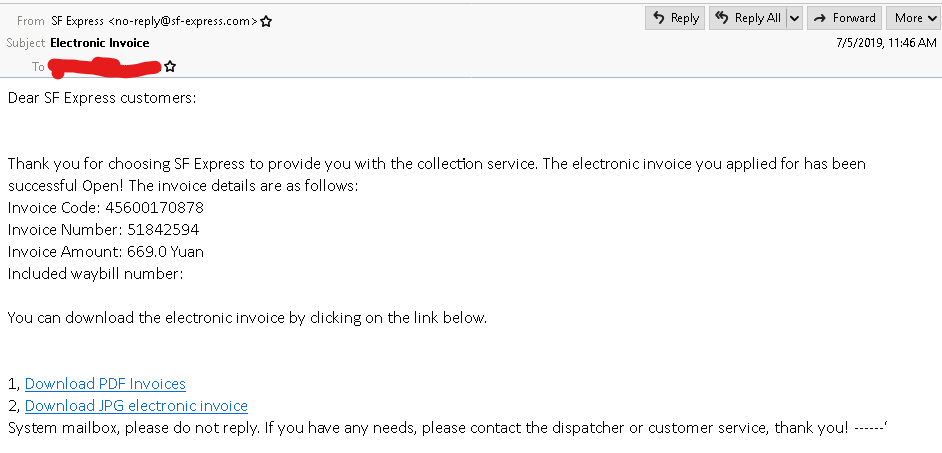 From SF Express <no-reply@sf-express.com>
Reply
Reply All
Forward
More
Subject Electronic Invoice
7/5/2019, 11:46 AM
To
Dear SF Express customers:
Thank you for choosing SF Express to provide you with the collection service. The electronic invoice you applied for has been
successful Open! The invoice details are as follows:
Invoice Code: 45600170878
Invoice Number: 51842594
Invoice Amount: 669.0 Yuan
Included waybill number:
You can download the electronic invoice by clicking on the link below.
1, Download PDF Invoices
2, Download JPG electronic invoice
System mailbox, please do not reply. If you have any needs, please contact the dispatcher or customer service, thank you! ------‘